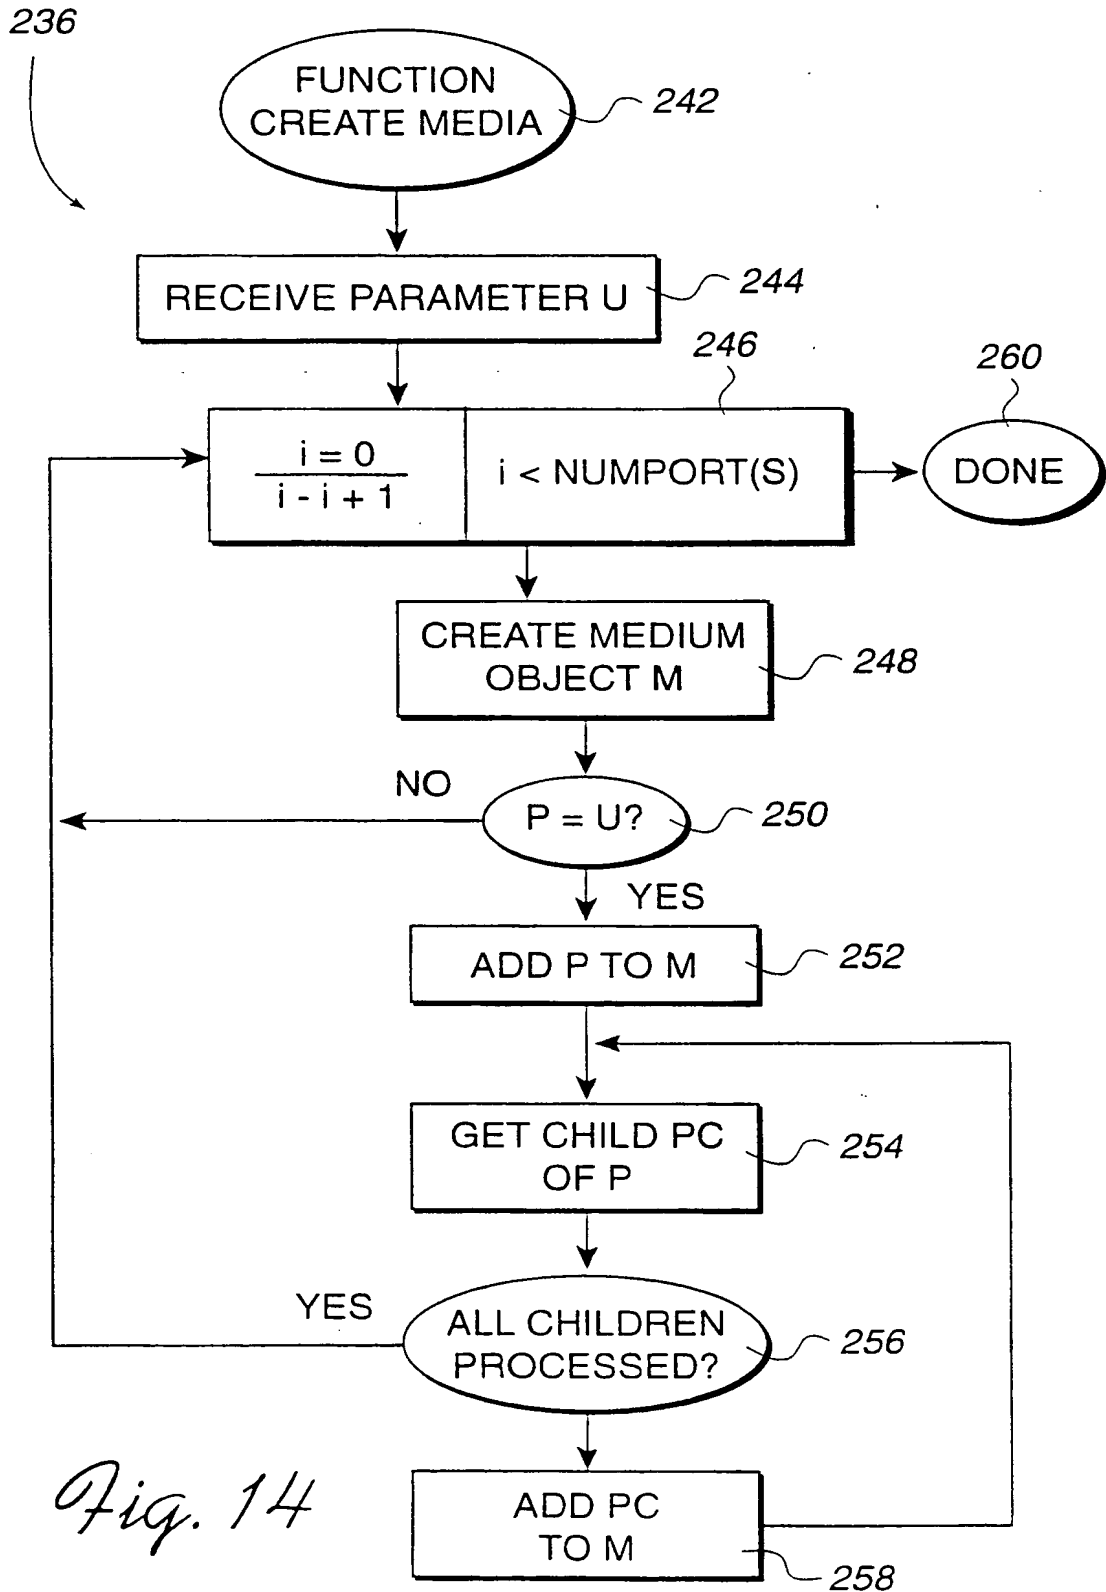 236
FUNCTION
CREATE MEDIA
242
RECEIVE PARAMETER U
244
246
260
i = 0
i - i + 1
i < NUMPORT(S)
DONE
CREATE MEDIUM
OBJECT M
248
NO
P = U?
250
YES
ADD P TO M
252
GET CHILD PC
OF P
254
YES
ALL CHILDREN
PROCESSED?
256
ADD PC
TO M
258
Fig. 14